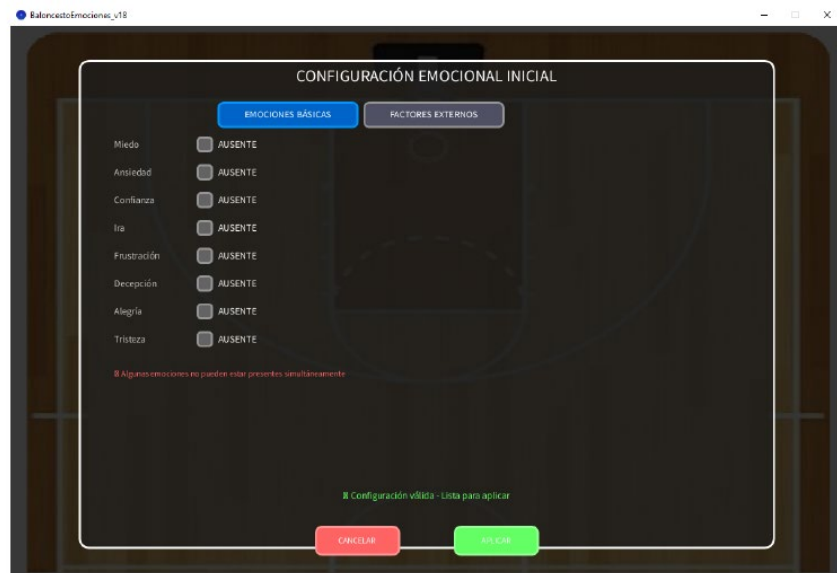 BaloncestoEmociones_v18
CONFIGURACIÓN EMOCIONAL INICIAL
EMOCIONES BÁSICAS FACTORES EXTERNOS
Miedo AUSENTE
Ansiedad AUSENTE
Confianza AUSENTE
Ira AUSENTE
Frustración AUSENTE
Decepción AUSENTE
Alegría AUSENTE
Tristeza AUSENTE
Algunas emociones no pueden estar presentes simultáneamente
Configuración válida - Lista para aplicar
CANCELAR APLICAR